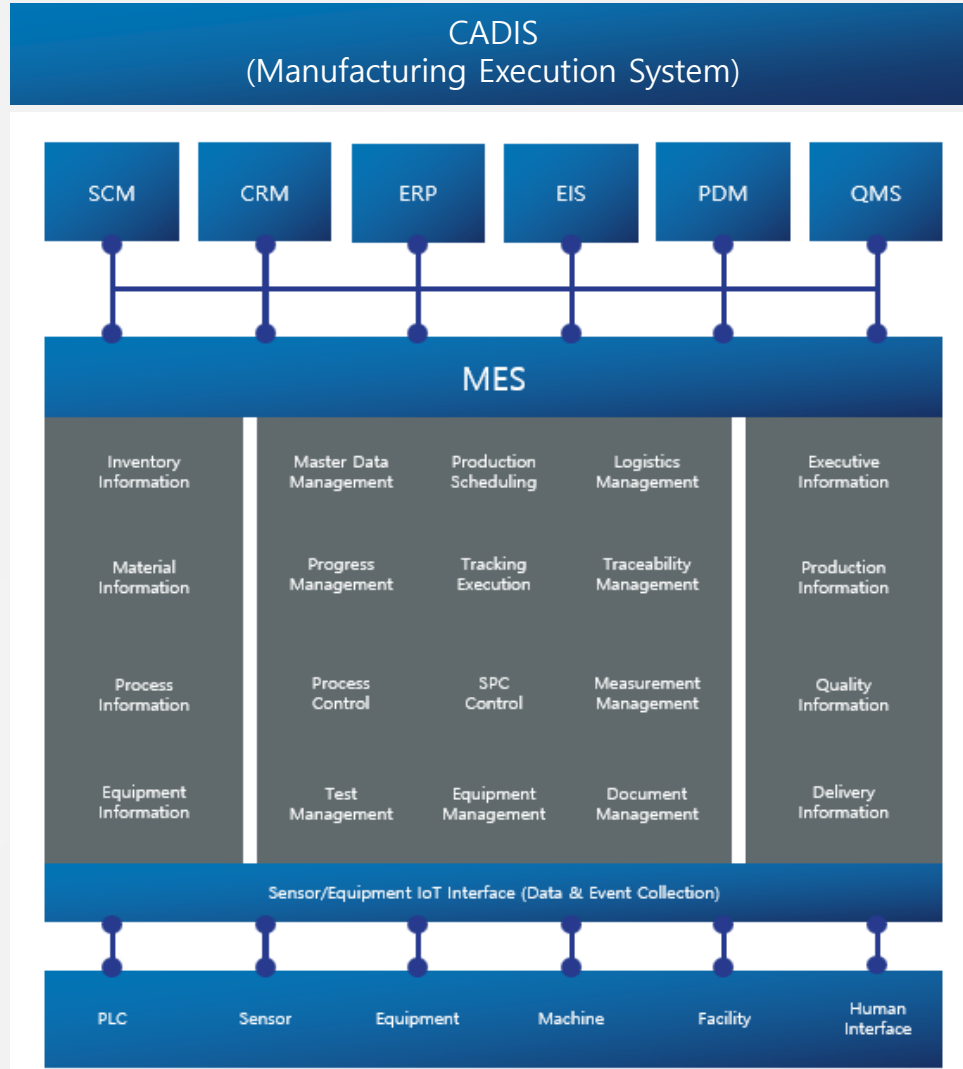 CADIS
(Manufacturing Execution System)
SCM
CRM
ERP
EIS
PDM
QMS
MES
Inventory
Information
Material
Information
Process
Information
Equipment
Information
Master Data
Management
Production
Scheduling
Logistics
Management
Progress
Management
Tracking
Execution
Traceability
Management
Process
Control
SPC
Control
Measurement
Management
Test
Management
Equipment
Management
Document
Management
Executive
Information
Production
Information
Quality
Information
Delivery
Information
Sensor/Equipment IoT Interface (Data & Event Collection)
PLC
Sensor
Equipment
Machine
Facility
Human
Interface